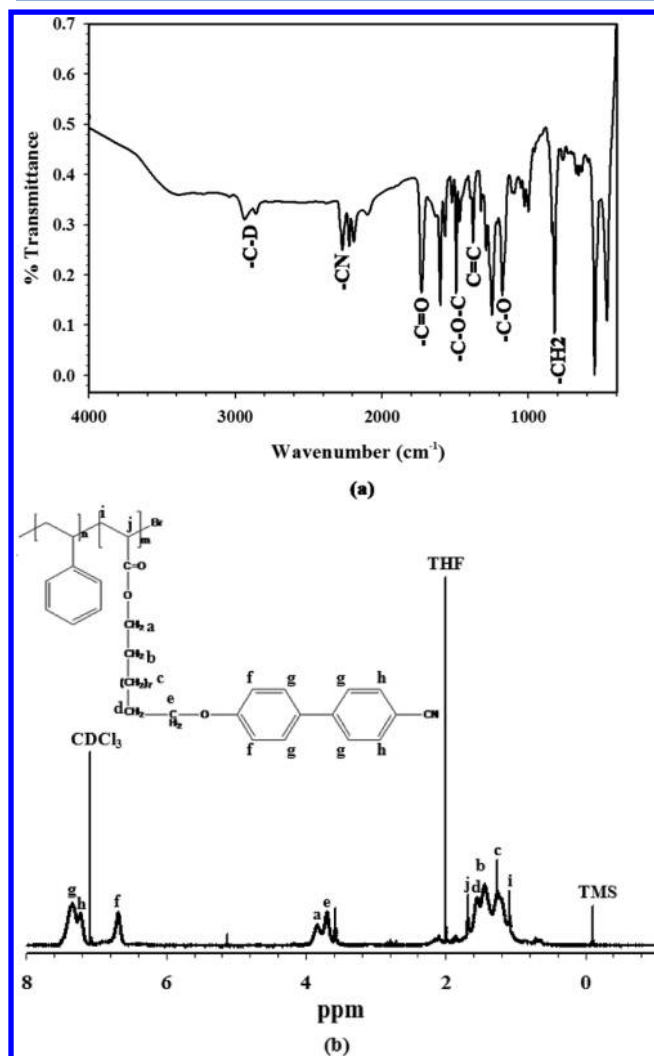 0.7
0.6
0.5
0.4
0.3
0.2
0.1
0.0
% Transmittance
-C-D
-CN
-C=O
-C-O-C
C=C
-C-O
-CH2
4000 3000 2000 1000
Wavenumber (cm-1)
(a)
i j Br
n m
C=O
O
CH2 a
CH2 b
(CH2)r c
d CH2 e C H2 O CN
f g g h
f g g h
THF
CDCl3
TMS
g h f a e j d b c i
8 6 4 2 0
ppm
(b)